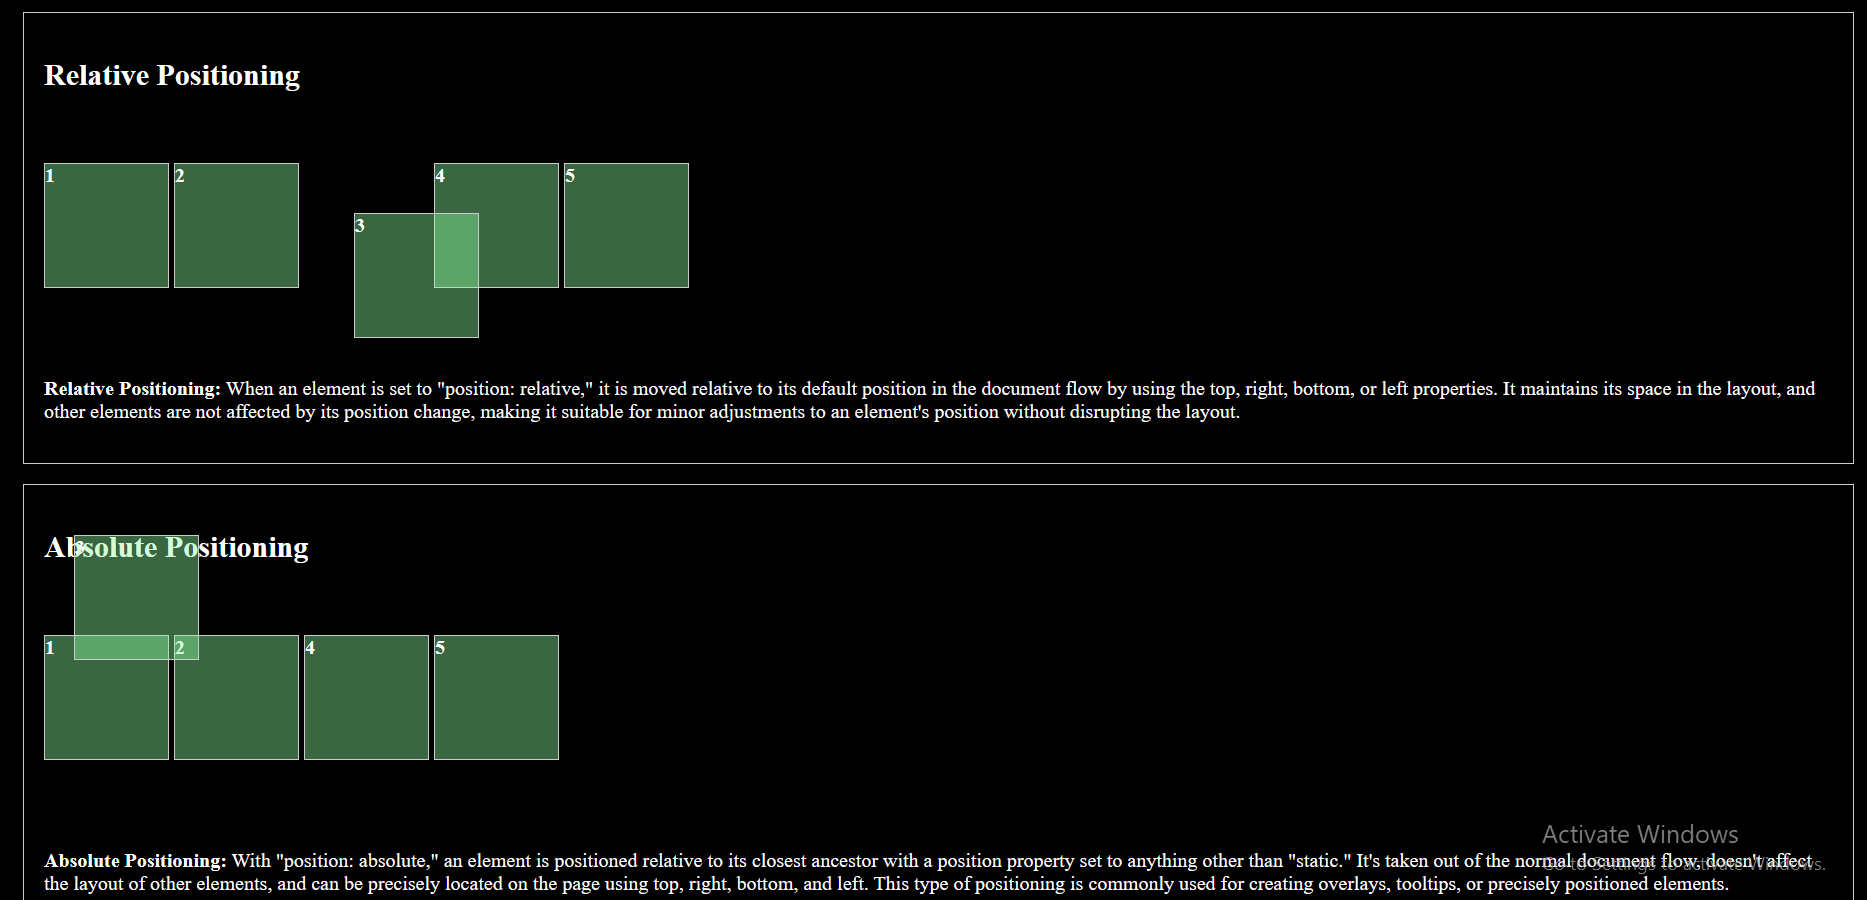 Relative Positioning
1 2 4 5
3
Relative Positioning: When an element is set to "position: relative," it is moved relative to its default position in the document flow by using the top, right, bottom, or left properties. It maintains its space in the layout, and
other elements are not affected by its position change, making it suitable for minor adjustments to an element's position without disrupting the layout.
Absolute Positioning
3
1 2 4 5
Activate Windows
Go to Settings to activate Windows.
Absolute Positioning: With "position: absolute," an element is positioned relative to its closest ancestor with a position property set to anything other than "static." It's taken out of the normal document flow, doesn't affect
the layout of other elements, and can be precisely located on the page using top, right, bottom, and left. This type of positioning is commonly used for creating overlays, tooltips, or precisely positioned elements.